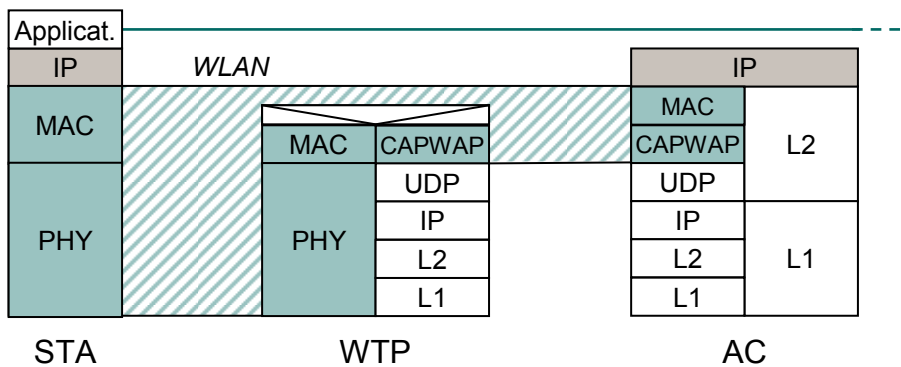 Applicat.
IP
WLAN
IP
MAC
MAC
MAC
CAPWAP
CAPWAP
L2
PHY
PHY
UDP
UDP
IP
IP
L1
L2
L2
L1
L1
STA
WTP
AC